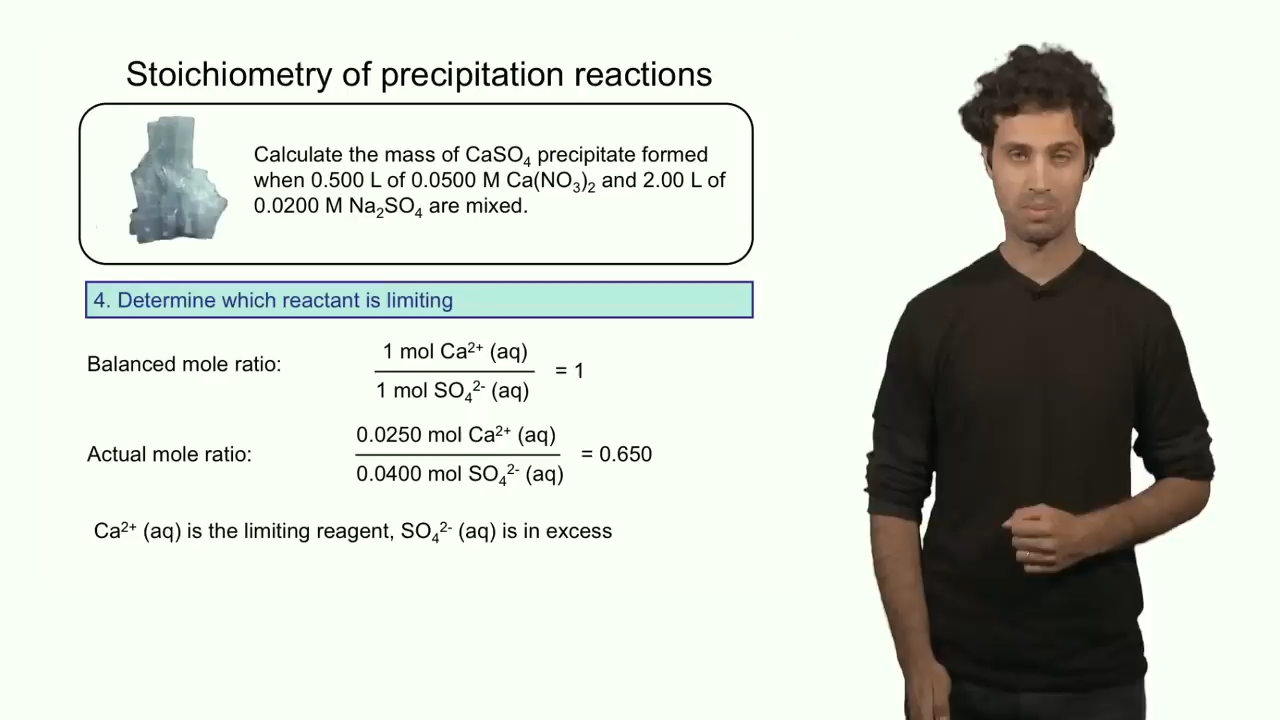 Stoichiometry of precipitation reactions
Calculate the mass of CaSO₄ precipitate formed
when 0.500 L of 0.0500 M Ca(NO₃)₂ and 2.00 L of
0.0200 M Na₂SO₄ are mixed.
4. Determine which reactant is limiting
Balanced mole ratio:
1 mol Ca²⁺ (aq)
1 mol SO₄²⁻ (aq)
= 1
Actual mole ratio:
0.0250 mol Ca²⁺ (aq)
0.0400 mol SO₄²⁻ (aq)
= 0.650
Ca²⁺ (aq) is the limiting reagent, SO₄²⁻ (aq) is in excess